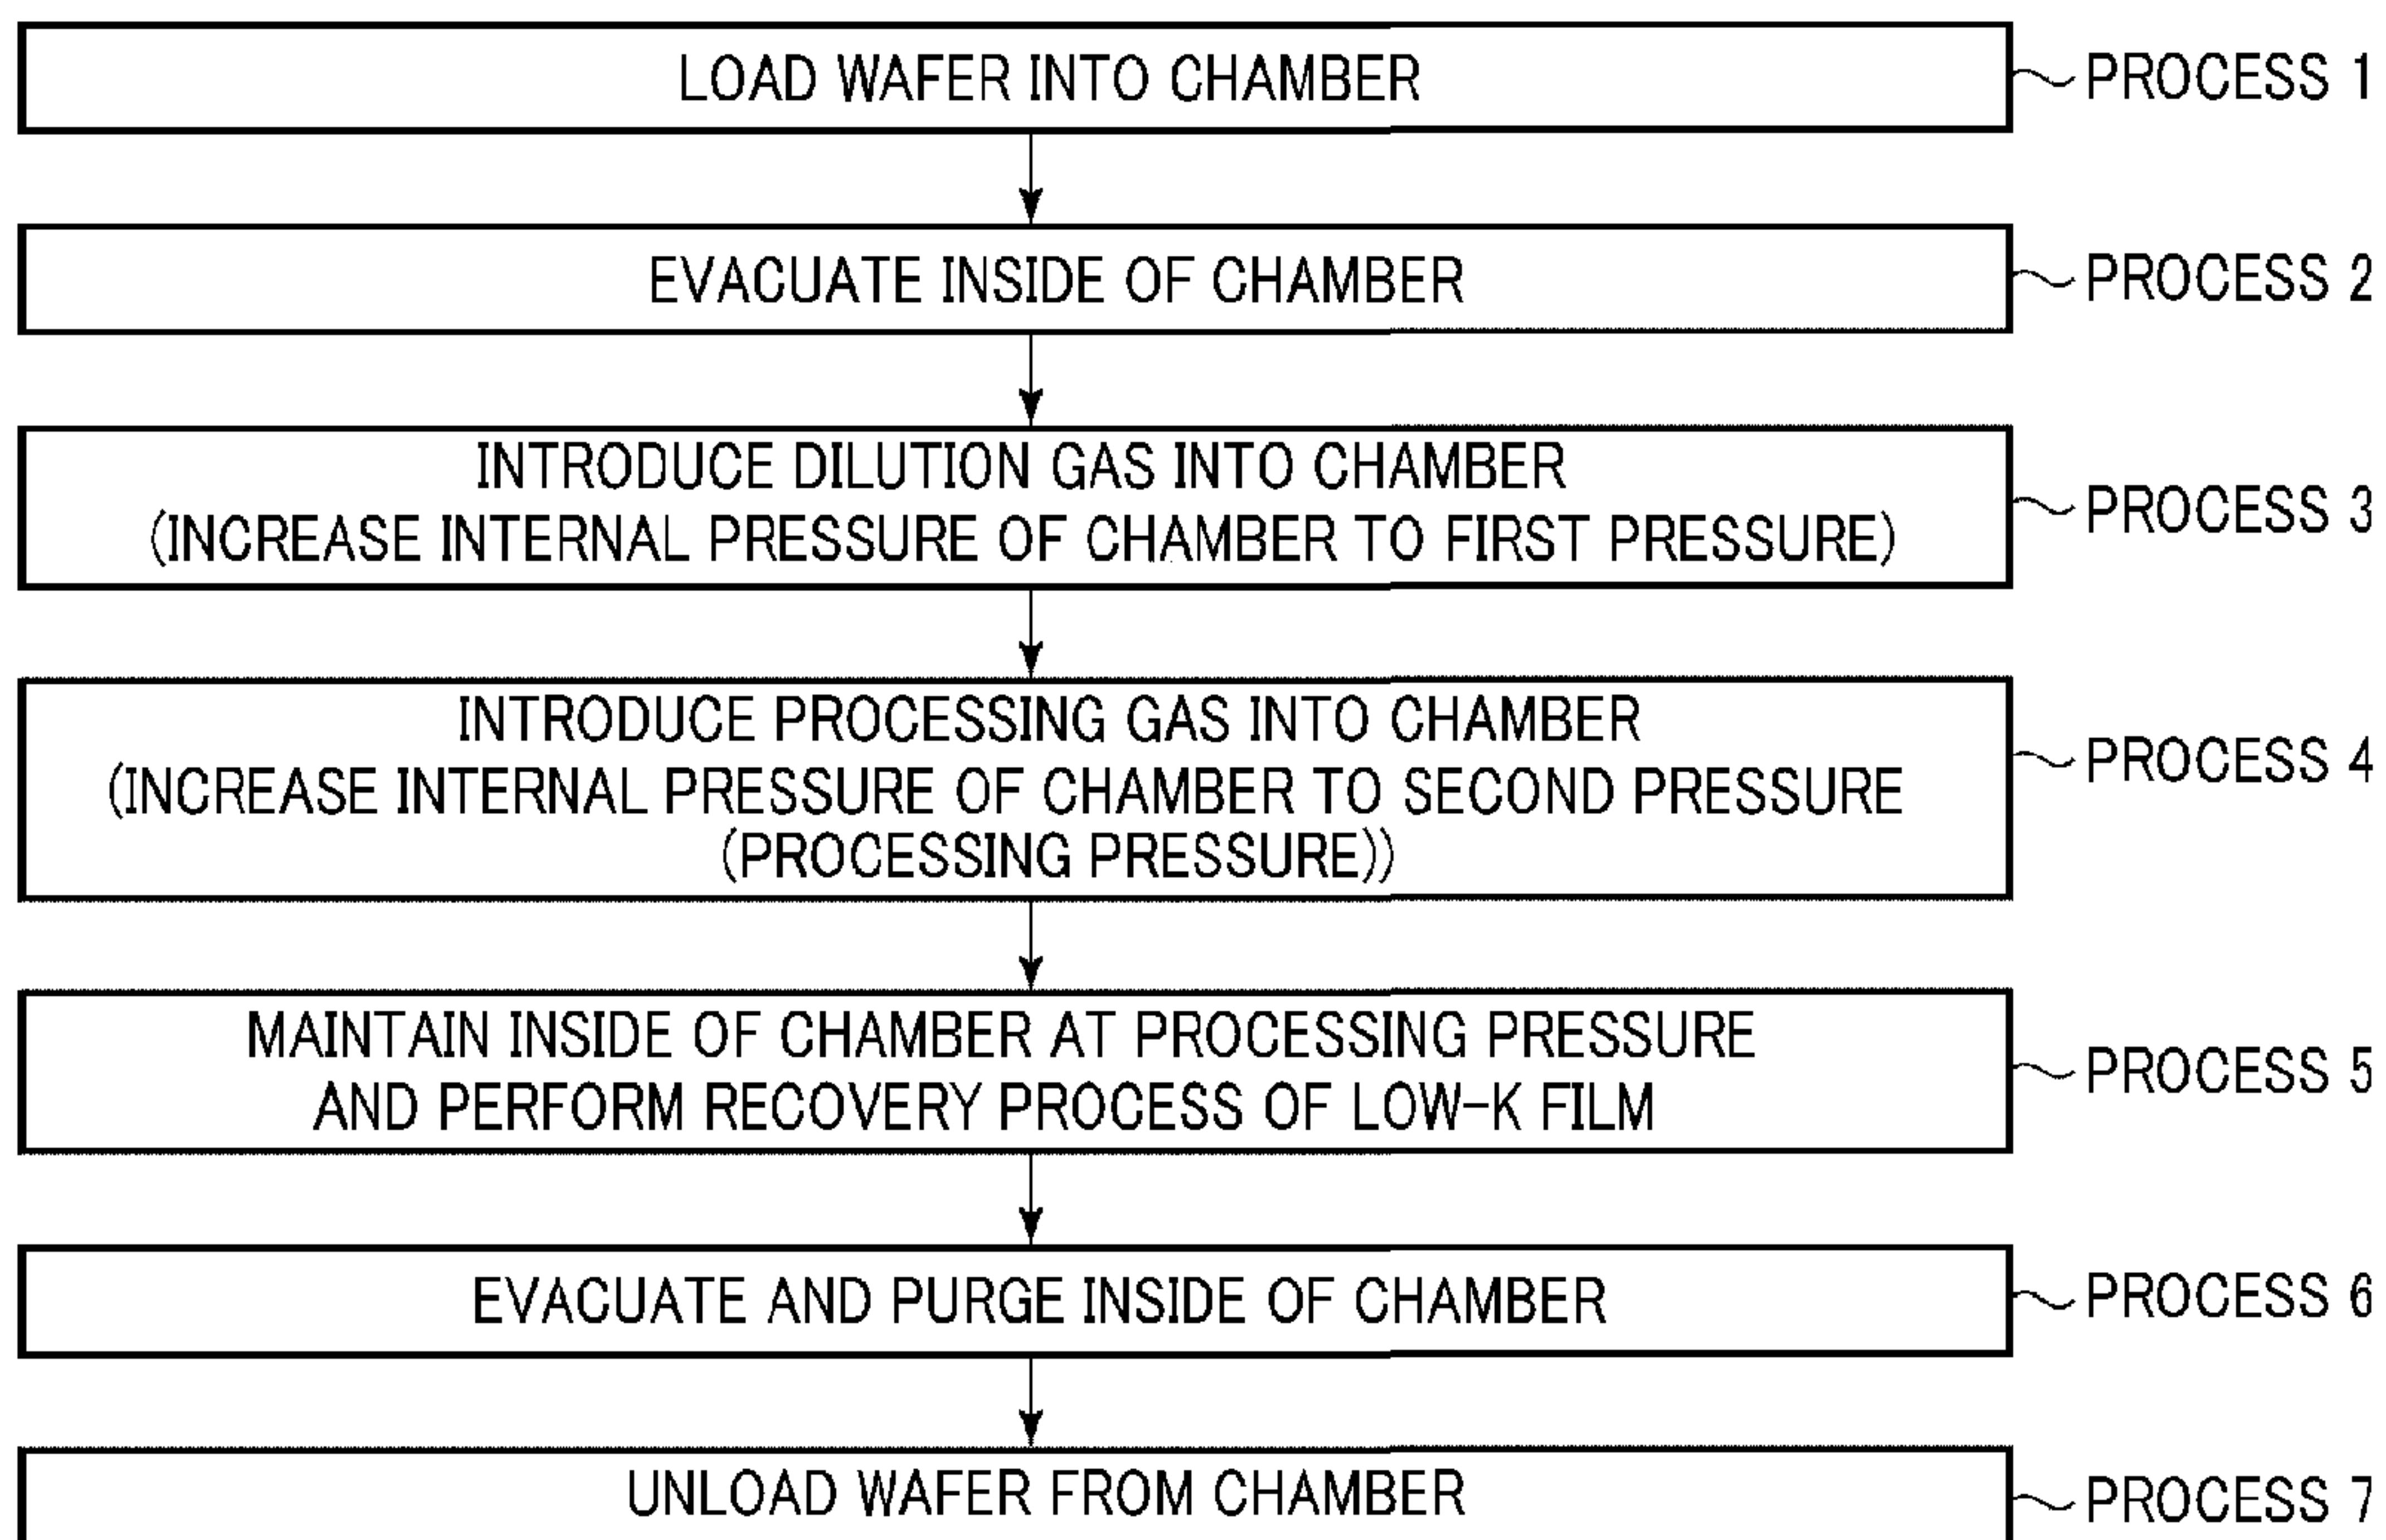 LOAD WAFER INTO CHAMBER
PROCESS 1
EVACUATE INSIDE OF CHAMBER
PROCESS 2
INTRODUCE DILUTION GAS INTO CHAMBER
(INCREASE INTERNAL PRESSURE OF CHAMBER TO FIRST PRESSURE)
PROCESS 3
INTRODUCE PROCESSING GAS INTO CHAMBER
(INCREASE INTERNAL PRESSURE OF CHAMBER TO SECOND PRESSURE
(PROCESSING PRESSURE))
PROCESS 4
MAINTAIN INSIDE OF CHAMBER AT PROCESSING PRESSURE
AND PERFORM RECOVERY PROCESS OF LOW-K FILM
PROCESS 5
EVACUATE AND PURGE INSIDE OF CHAMBER
PROCESS 6
UNLOAD WAFER FROM CHAMBER
PROCESS 7